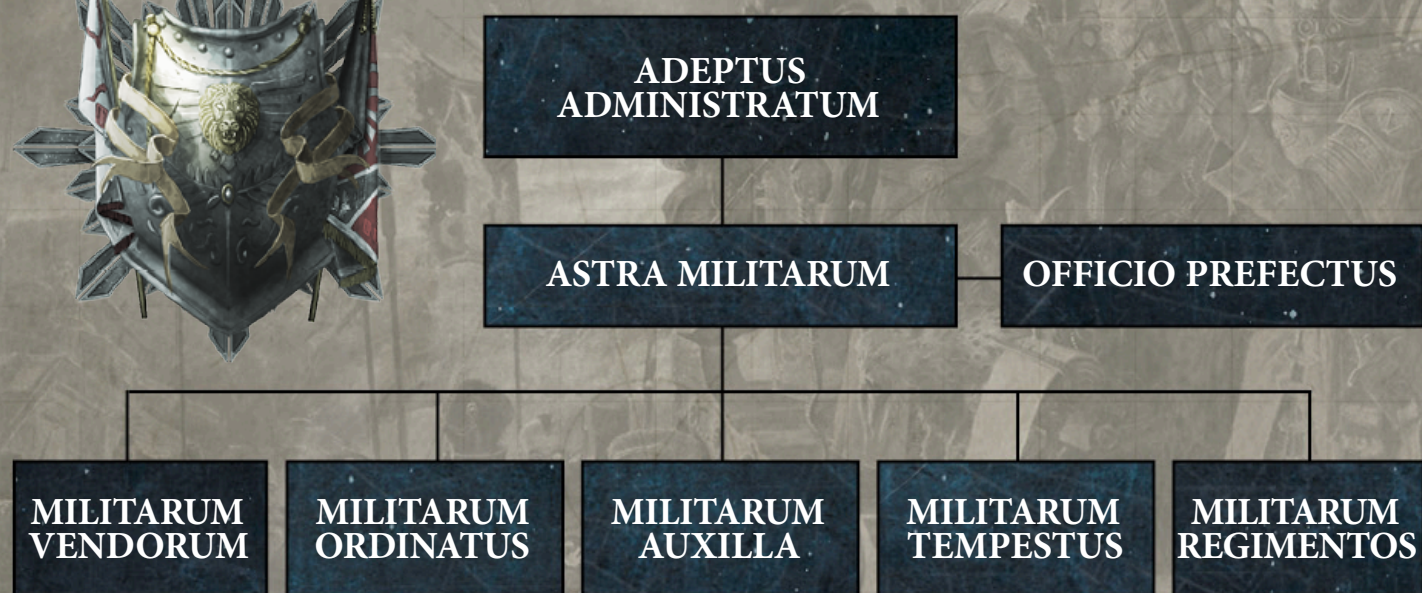 ADEPTUS
ADMINISTRATUM
ASTRA MILITARUM
OFFICIO PREFECTUS
MILITARUM
VENDORUM
MILITARUM
ORDINATUS
MILITARUM
AUXILLA
MILITARUM
TEMPESTUS
MILITARUM
REGIMENTOS